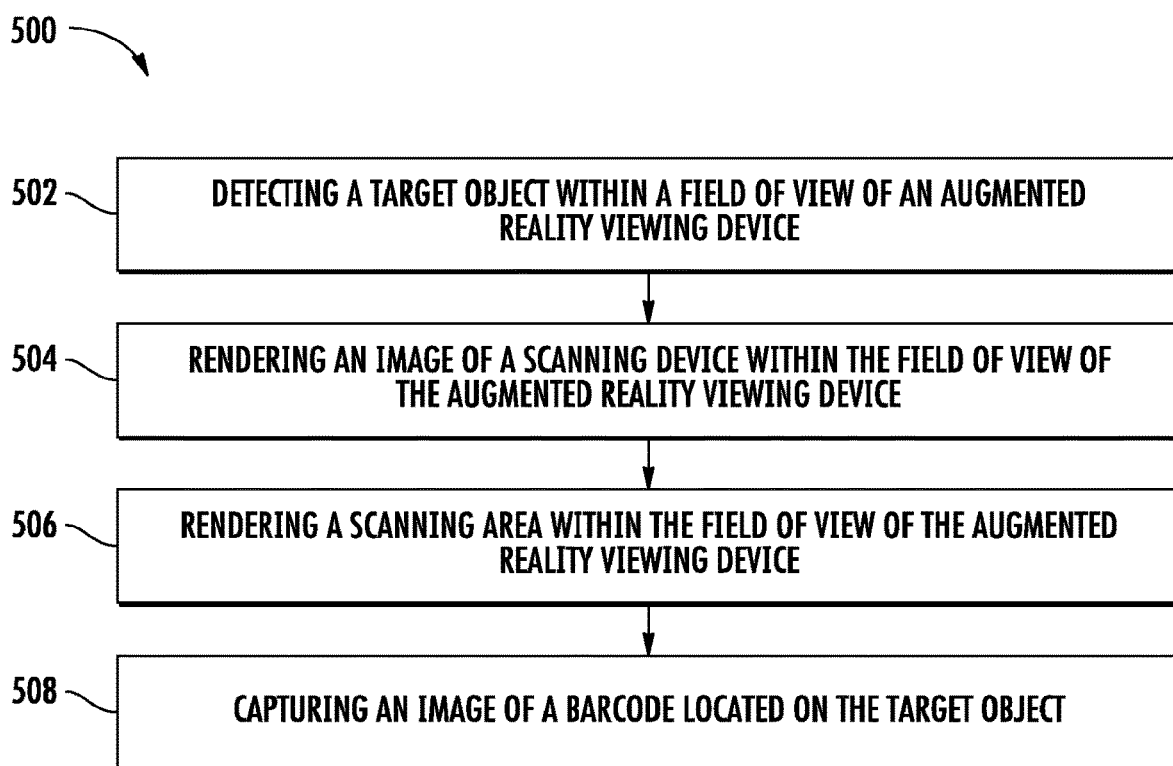 500
502
DETECTING A TARGET OBJECT WITHIN A FIELD OF VIEW OF AN AUGMENTED
REALITY VIEWING DEVICE
504
RENDERING AN IMAGE OF A SCANNING DEVICE WITHIN THE FIELD OF VIEW OF
THE AUGMENTED REALITY VIEWING DEVICE
506
RENDERING A SCANNING AREA WITHIN THE FIELD OF VIEW OF THE AUGMENTED
REALITY VIEWING DEVICE
508
CAPTURING AN IMAGE OF A BARCODE LOCATED ON THE TARGET OBJECT